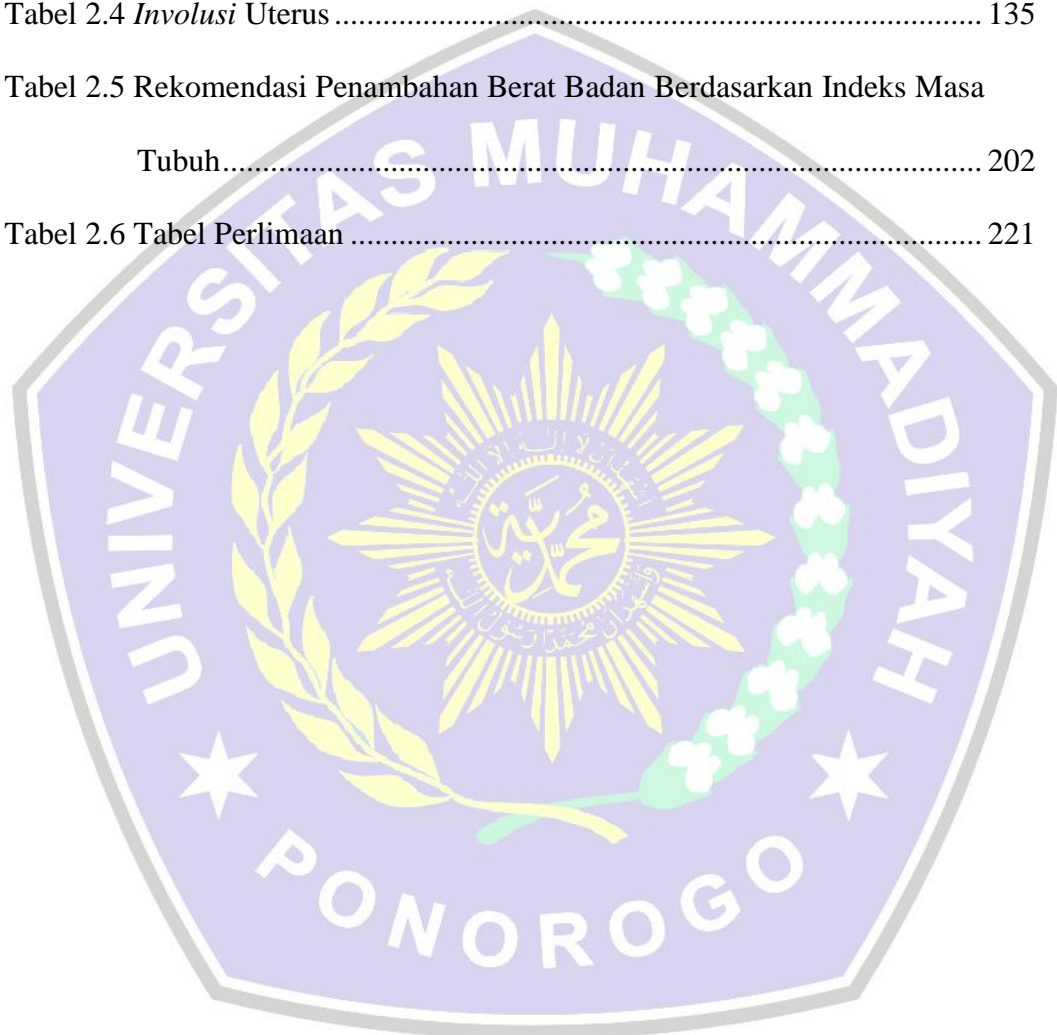 Tabel 2.4 Involusi Uterus ........................................................................ 135
Tabel 2.5 Rekomendasi Penambahan Berat Badan Berdasarkan Indeks Masa
Tubuh.................................................................................... 202
Tabel 2.6 Tabel Perlimaan ...................................................................... 221
UNIVERSITAS MUHAMMADIYAH
PONOROGO
محمدية